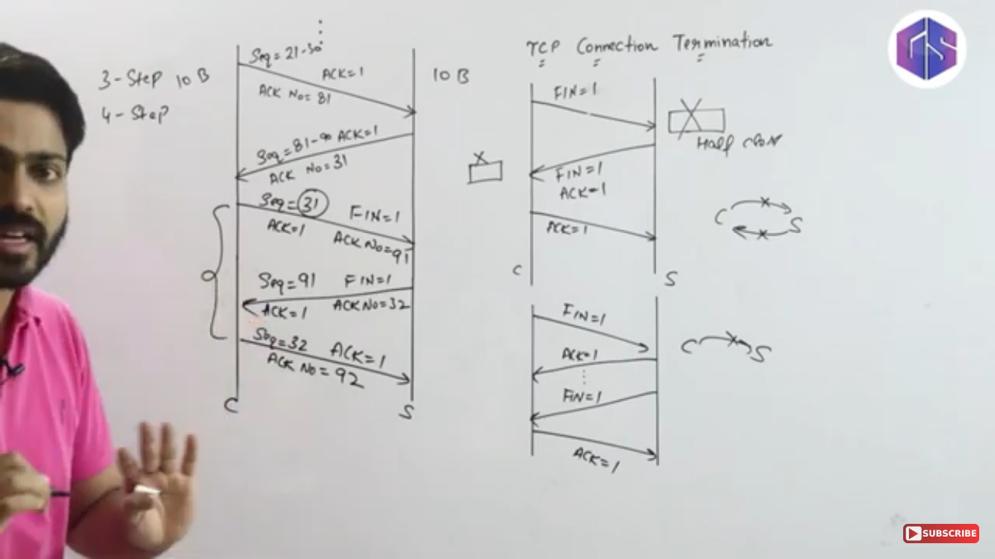 TCP Connection Termination
3-Step 10 B
4-Step
Seq = 21-30
ACK=1
ACK No = 81
10 B
Seq = 81-90 ACK=1
ACK No = 31
Seq = 31 FIN=1
ACK=1 ACK No = 91
Seq = 91 FIN=1
ACK=1 ACK No = 32
Seq = 32 ACK=1
ACK No = 92
C S
FIN=1
Half close
FIN=1
ACK=1
ACK=1
C S
C S
FIN=1
ACK=1
FIN=1
ACK=1
C S
SUBSCRIBE